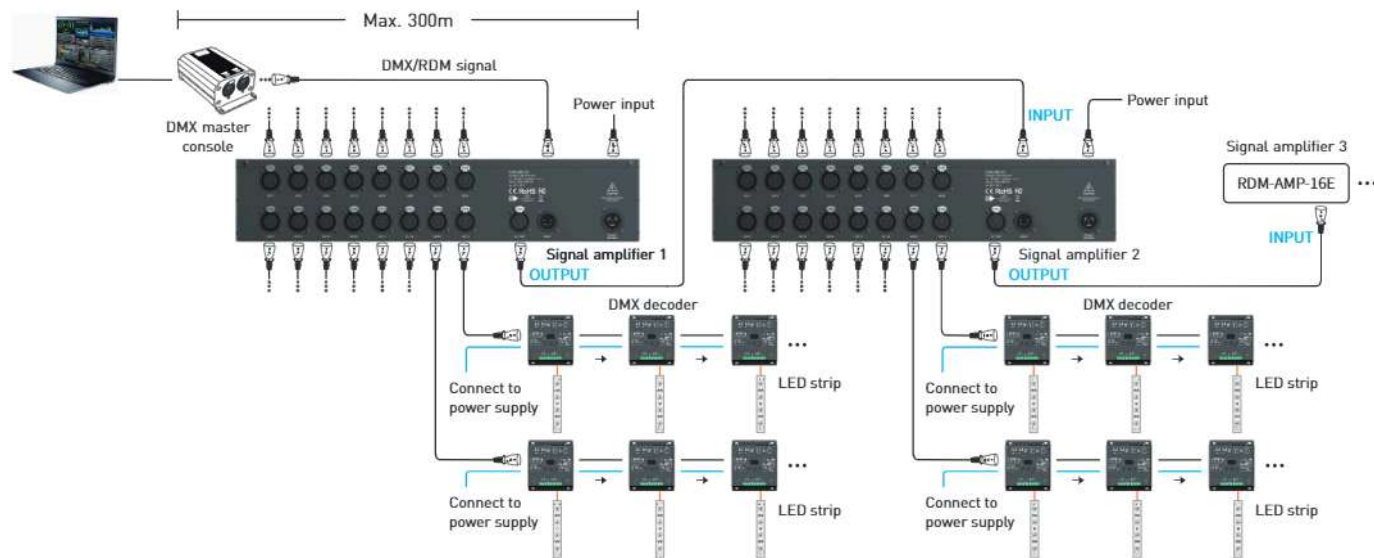 Max. 300m
DMX/RDM signal
Power input
DMX master
console
INPUT
Power input
Signal amplifier 3
RDM-AMP-16E
INPUT
Signal amplifier 1
OUTPUT
Signal amplifier 2
OUTPUT
DMX decoder
DMX decoder
Connect to
power supply
LED strip
Connect to
power supply
LED strip
Connect to
power supply
LED strip
Connect to
power supply
LED strip